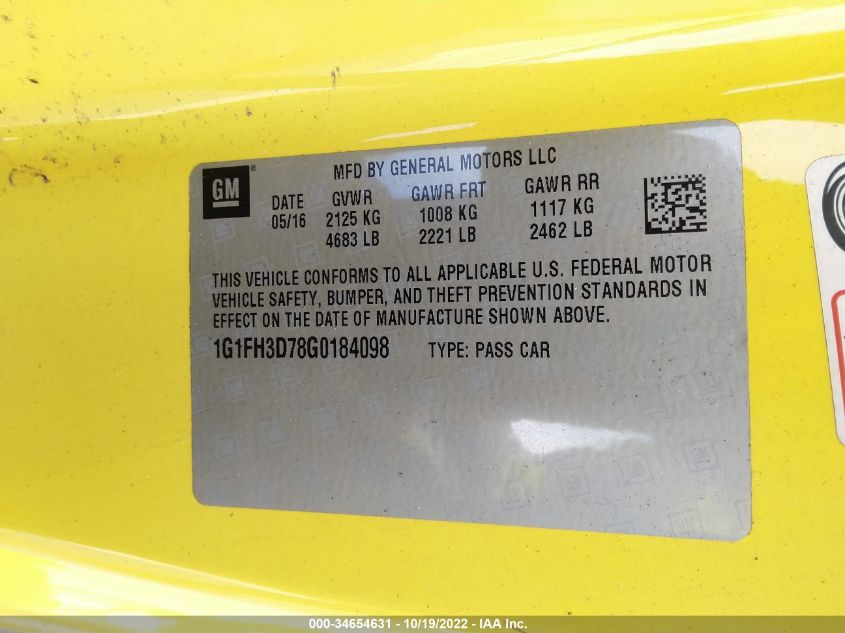 GM ®
MFD BY GENERAL MOTORS LLC
DATE GVWR GAWR FRT GAWR RR
05/16 2125 KG 1008 KG 1117 KG
4683 LB 2221 LB 2462 LB
THIS VEHICLE CONFORMS TO ALL APPLICABLE U.S. FEDERAL MOTOR
VEHICLE SAFETY, BUMPER, AND THEFT PREVENTION STANDARDS IN
EFFECT ON THE DATE OF MANUFACTURE SHOWN ABOVE.
1G1FH3D78G0184098 TYPE: PASS CAR
000-34654631 - 10/19/2022 - IAA Inc.